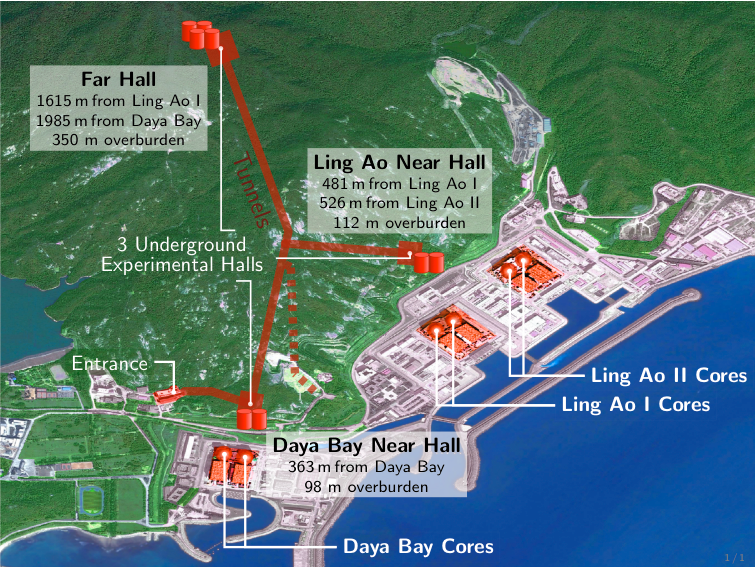 Far Hall
1615 m from Ling Ao I
1985 m from Daya Bay
350 m overburden
Tunnels
Ling Ao Near Hall
481 m from Ling Ao I
526 m from Ling Ao II
112 m overburden
3 Underground
Experimental Halls
Entrance
Ling Ao II Cores
Ling Ao I Cores
Daya Bay Near Hall
363 m from Daya Bay
98 m overburden
Daya Bay Cores
1 / 1